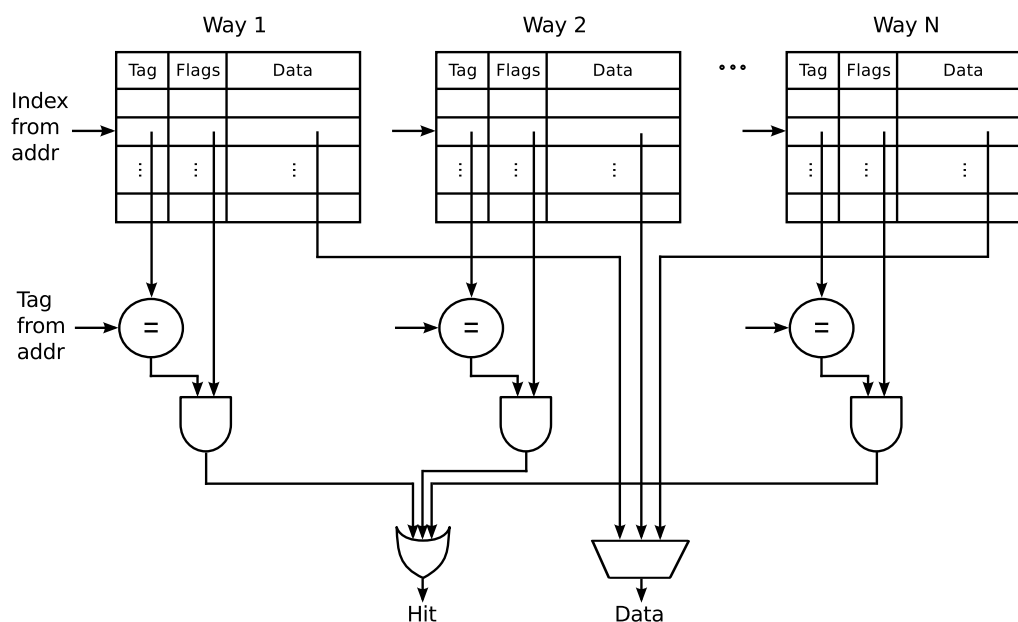 Way 1
Way 2
Way N
Tag Flags Data
Tag Flags Data
...
Tag Flags Data
Index
from
addr
... ... ...
... ... ...
... ... ...
Tag
from
addr
=
=
=
Hit
Data